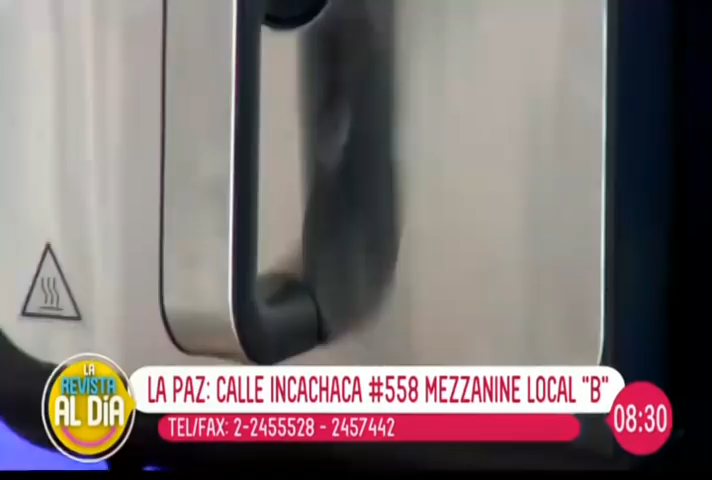 LA REVISTA AL DÍA
LA PAZ: CALLE INCACHACA #558 MEZZANINE LOCAL "B"
TEL/FAX: 2-2455528 - 2457442
08:30